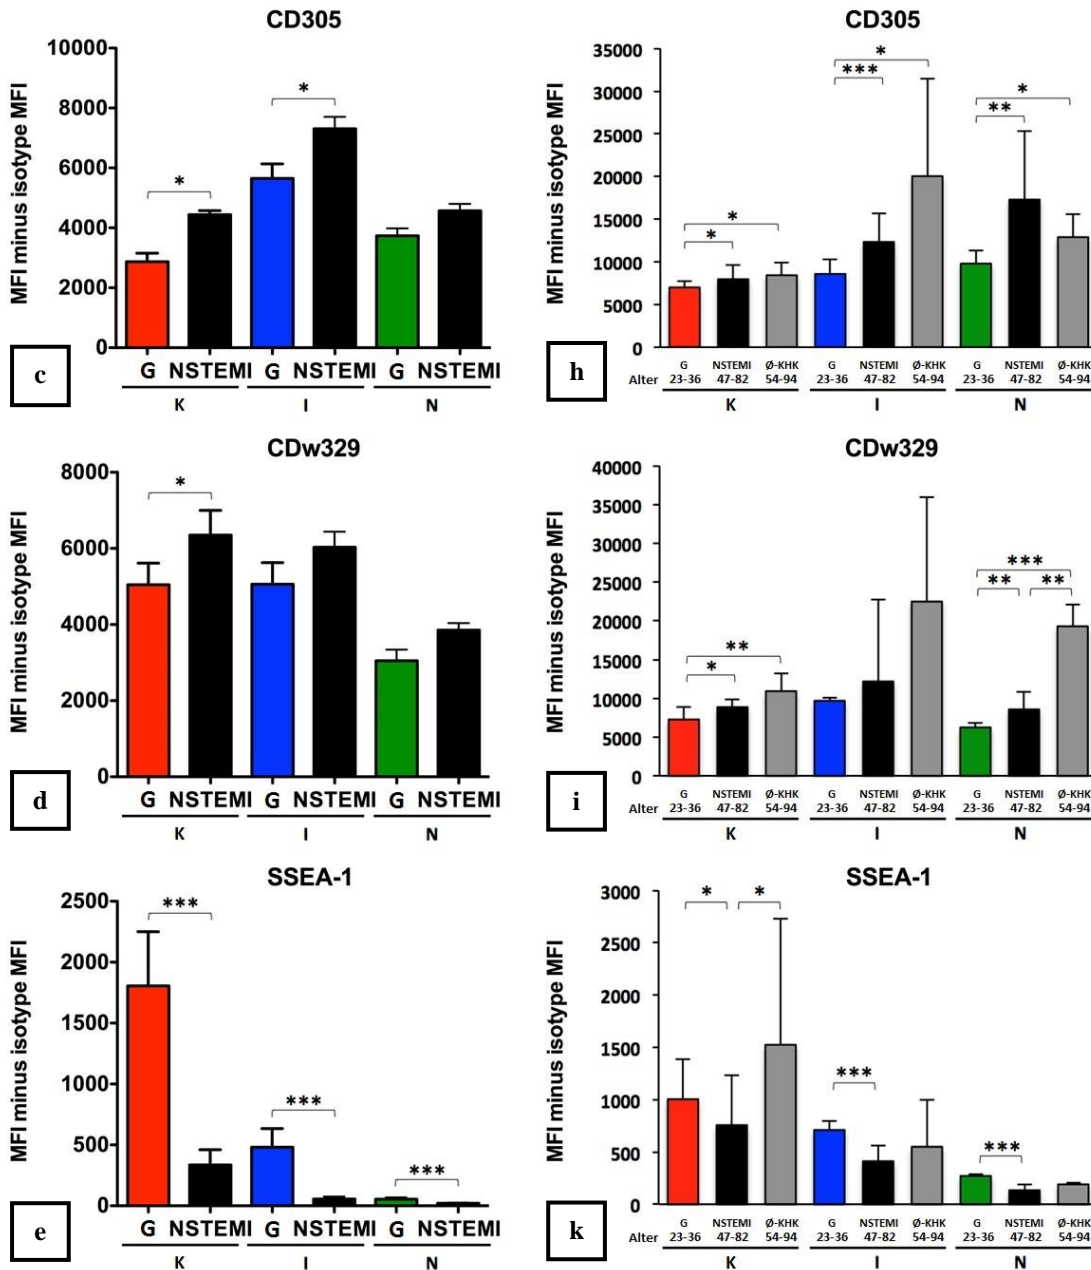 CD305
MFI minus isotype MFI
10000
8000
6000
4000
2000
0
*
*
G NSTEMI G NSTEMI G NSTEMI
K I N
c
CD305
MFI minus isotype MFI
35000
30000
25000
20000
15000
10000
5000
0
*
*
***
*
**
*
G NSTEMI Ø-KHK G NSTEMI Ø-KHK G NSTEMI Ø-KHK
Alter 23-36 47-82 54-94 23-36 47-82 54-94 23-36 47-82 54-94
K I N
h
CDw329
MFI minus isotype MFI
8000
6000
4000
2000
0
*
G NSTEMI G NSTEMI G NSTEMI
K I N
d
CDw329
MFI minus isotype MFI
40000
35000
30000
25000
20000
15000
10000
5000
0
**
*
***
** **
G NSTEMI Ø-KHK G NSTEMI Ø-KHK G NSTEMI Ø-KHK
Alter 23-36 47-82 54-94 23-36 47-82 54-94 23-36 47-82 54-94
K I N
i
SSEA-1
MFI minus isotype MFI
2500
2000
1500
1000
500
0
***
***
***
G NSTEMI G NSTEMI G NSTEMI
K I N
e
SSEA-1
MFI minus isotype MFI
3000
2500
2000
1500
1000
500
0
* *
***
***
G NSTEMI Ø-KHK G NSTEMI Ø-KHK G NSTEMI Ø-KHK
Alter 23-36 47-82 54-94 23-36 47-82 54-94 23-36 47-82 54-94
K I N
k